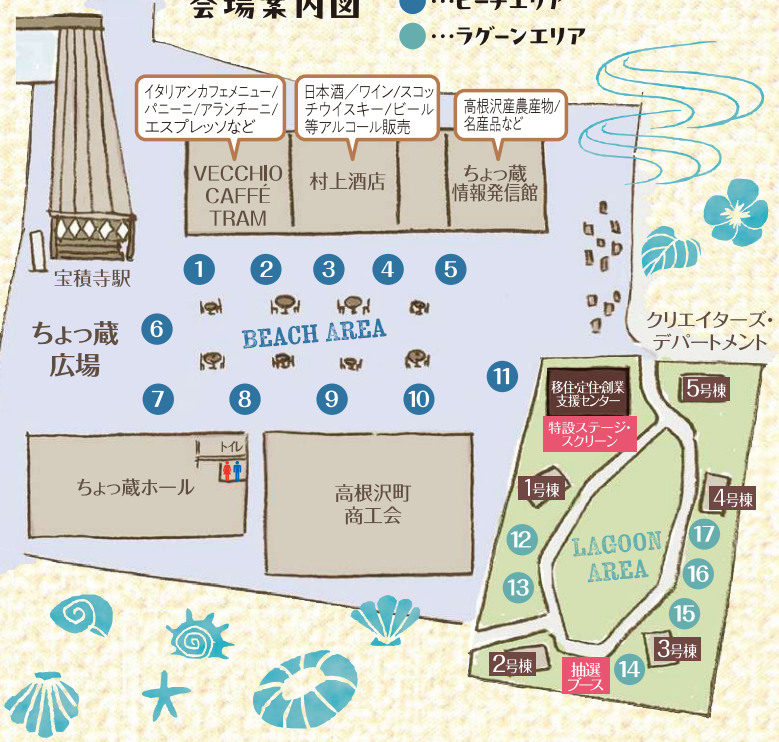 会場案内図
…ビーチエリア
…ラグーンエリア
イタリアンカフェメニュー/
パニーニ/アランチーニ/
エスプレッソなど
日本酒/ワイン/スコッ
チウイスキー/ビール
等アルコール販売
高根沢産農産物/
名産品など
VECCHIO
CAFFÉ
TRAM
村上酒店
ちょっ蔵
情報発信館
宝積寺駅
1
2
3
4
5
ちょっ蔵
広場
6
BEACH AREA
クリエイターズ・
デパートメント
7
8
9
10
11
移住・定住・創業
支援センター
特設ステージ・
スクリーン
5号棟
トイレ
ちょっ蔵ホール
高根沢町
商工会
1号棟
4号棟
12
LAGOON
AREA
17
13
16
15
2号棟
抽選
ブース
14
3号棟